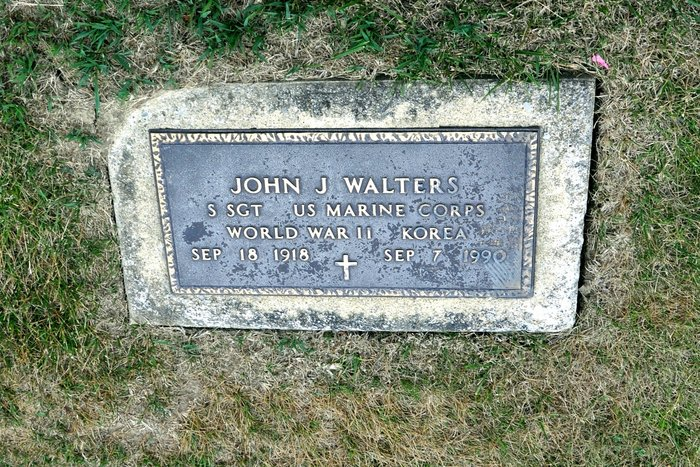 JOHN J WALTERS
S SGT US MARINE CORPS
WORLD WAR II KOREA
SEP 18 1918 SEP 7 1990